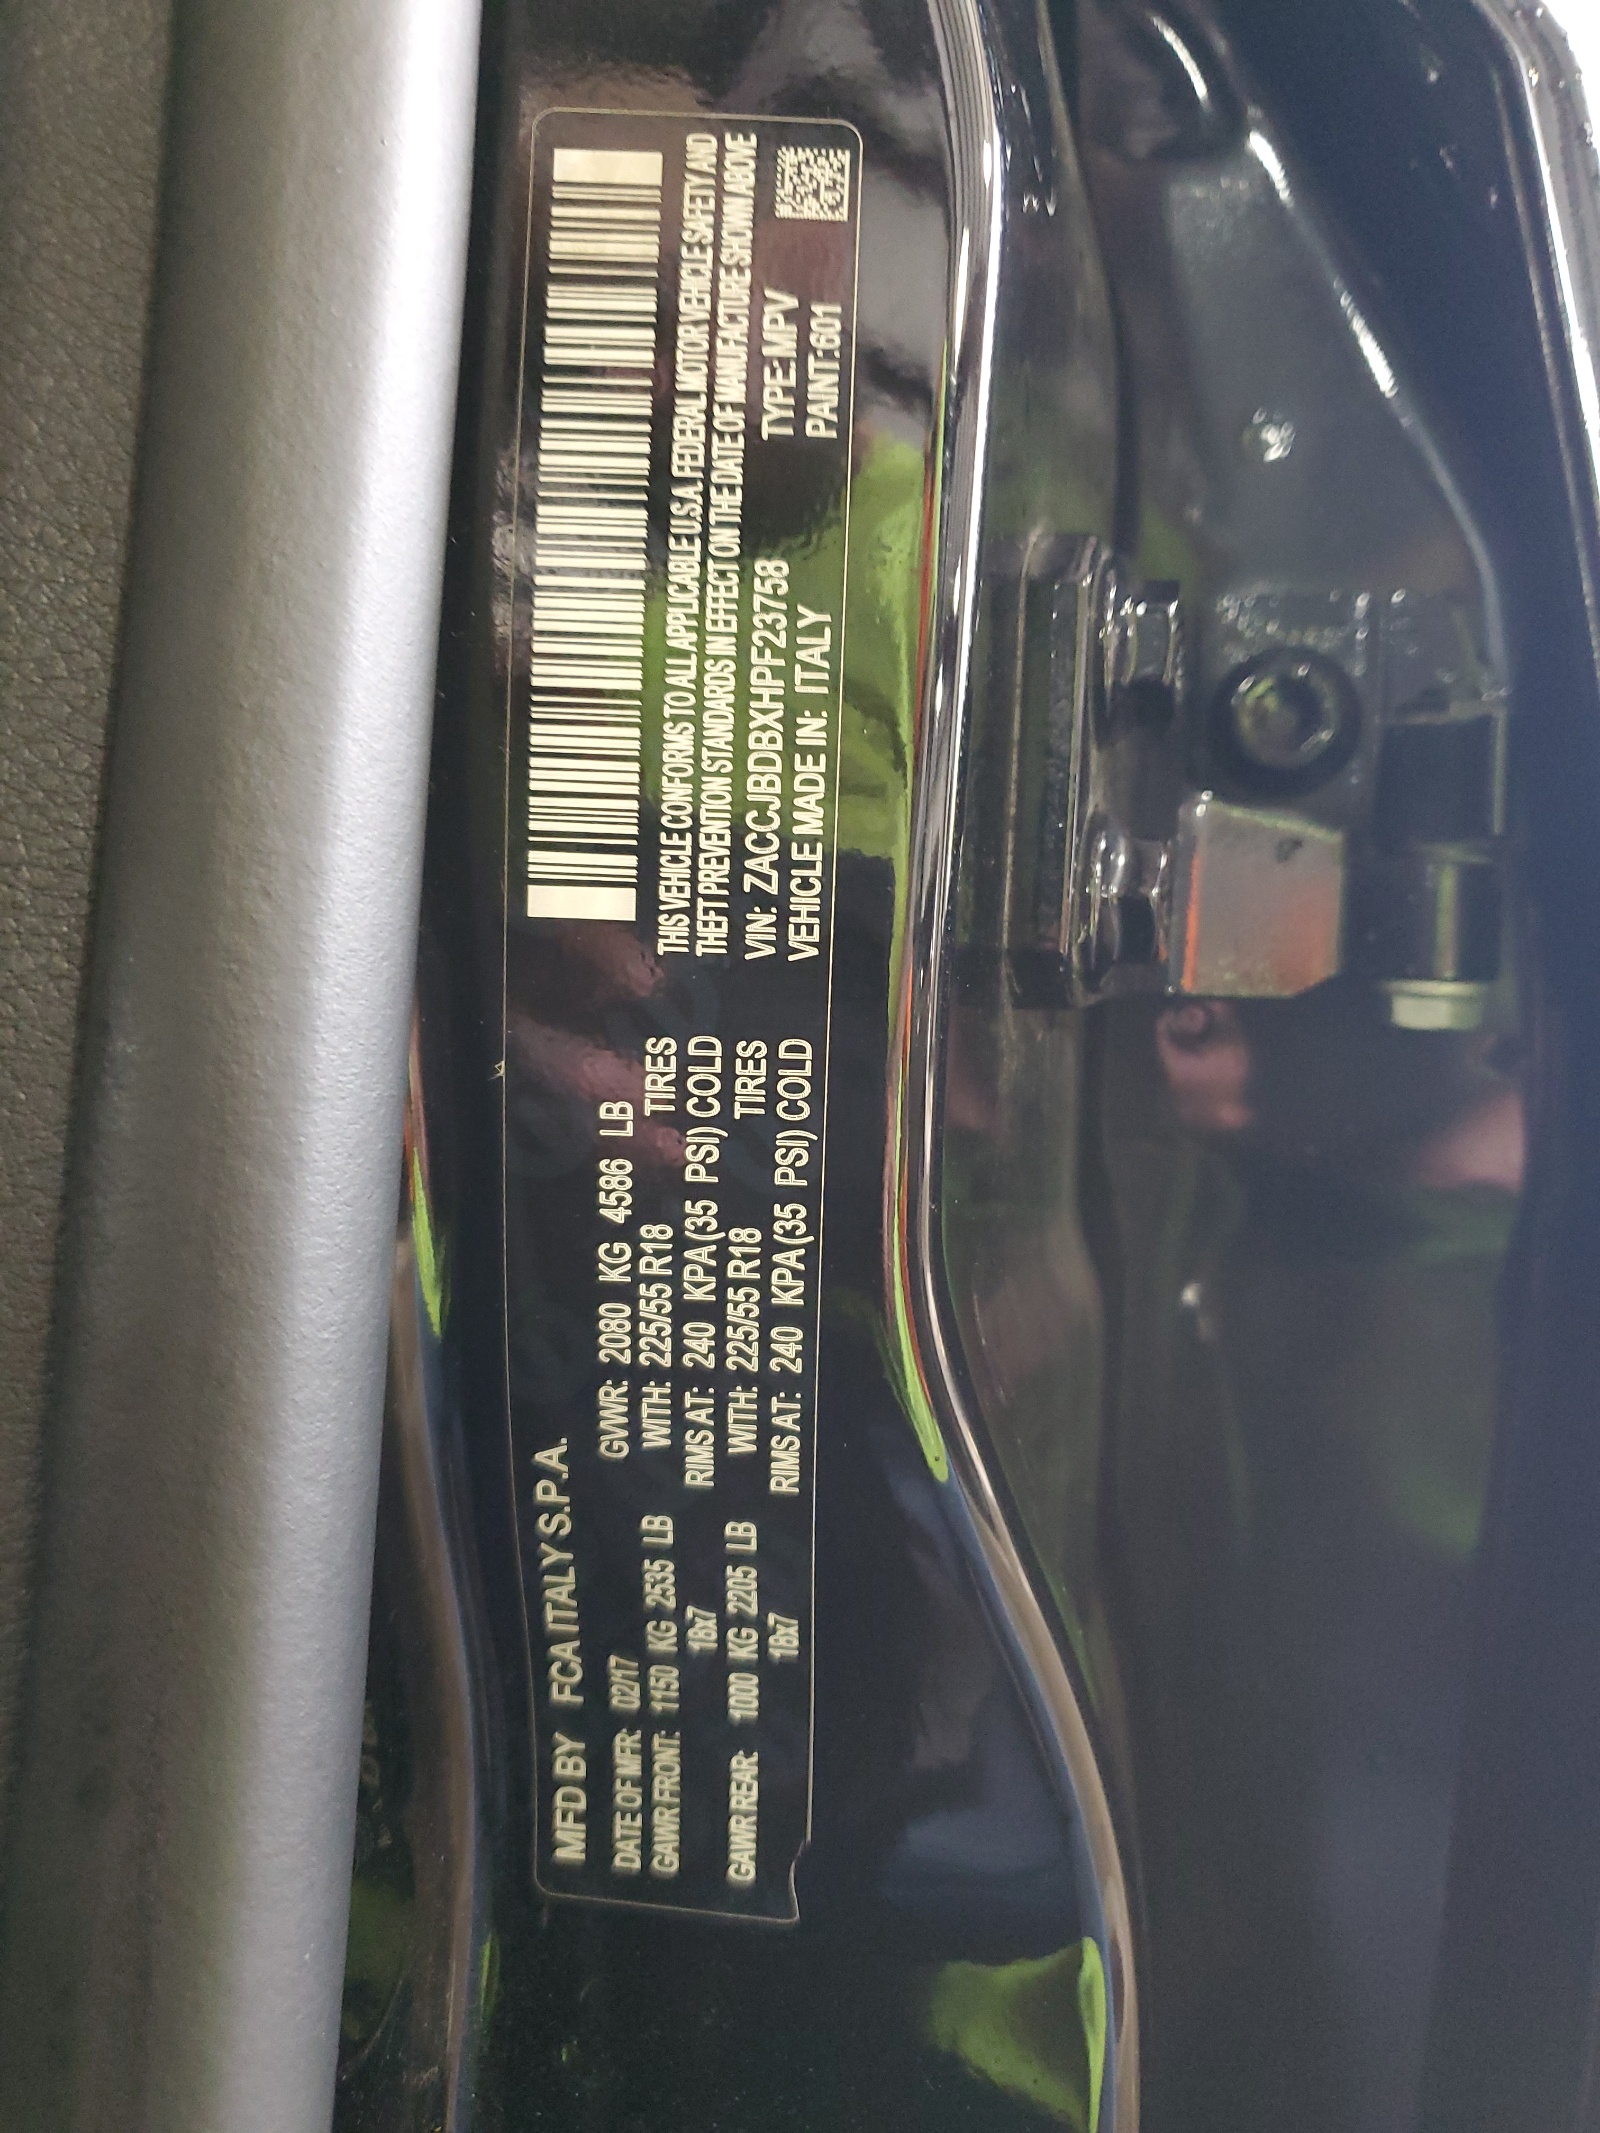 MFD BY FCA ITALY S.P.A.
DATE OF MFR: 02/17 GVWR: 2080 KG 4586 LB
GAWR FRONT: 1150 KG 2535 LB WITH: 225/55 R18 TIRES
18x7 RIMS AT: 240 KPA (35 PSI) COLD
GAWR REAR: 1000 KG 2205 LB WITH: 225/55 R18 TIRES
18x7 RIMS AT: 240 KPA (35 PSI) COLD
THIS VEHICLE CONFORMS TO ALL APPLICABLE U.S.A. FEDERAL MOTOR VEHICLE SAFETY AND
THEFT PREVENTION STANDARDS IN EFFECT ON THE DATE OF MANUFACTURE SHOWN ABOVE
VIN: ZACCJBDBXHPF23758 TYPE: MPV
VEHICLE MADE IN: ITALY PAINT:601